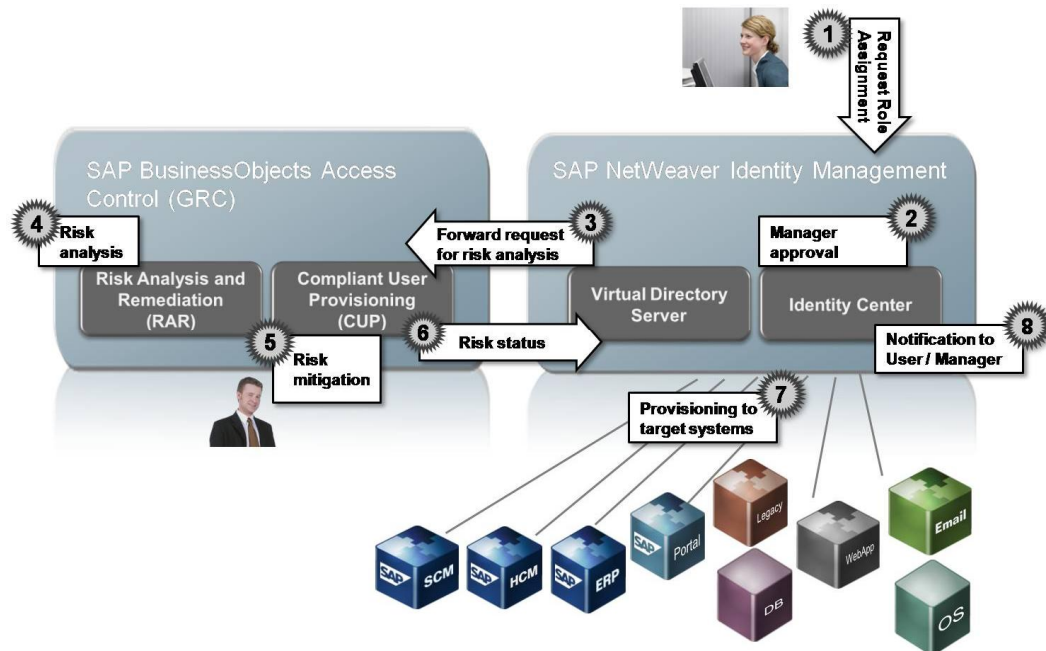 1
Request Role
Assignment
SAP BusinessObjects Access
Control (GRC)
SAP NetWeaver Identity Management
4
Risk
analysis
Forward request
for risk analysis
3
Manager
approval
2
Risk Analysis and
Remediation
(RAR)
Compliant User
Provisioning
(CUP)
Virtual Directory
Server
Identity Center
5
Risk
mitigation
6
Risk status
Notification to
User / Manager
8
Provisioning to
target systems
7
SAP SCM
SAP HCM
SAP ERP
SAP Portal
Legacy
DB
WebApp
Email
OS